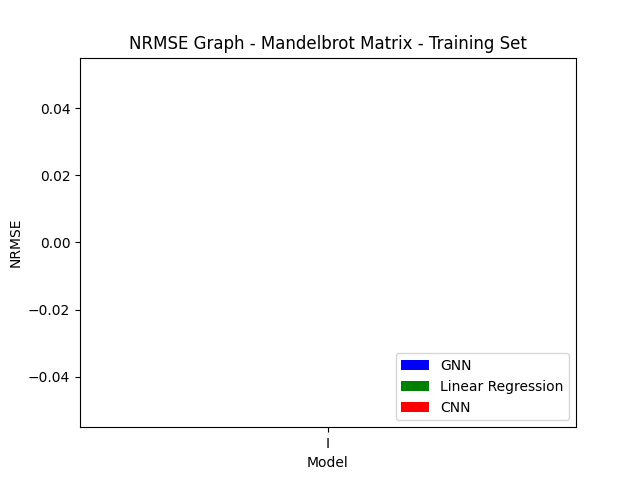 NRMSE Graph - Mandelbrot Matrix - Training Set
0.04
0.02
0.00
−0.02
−0.04
NRMSE
GNN
Linear Regression
CNN
l
Model